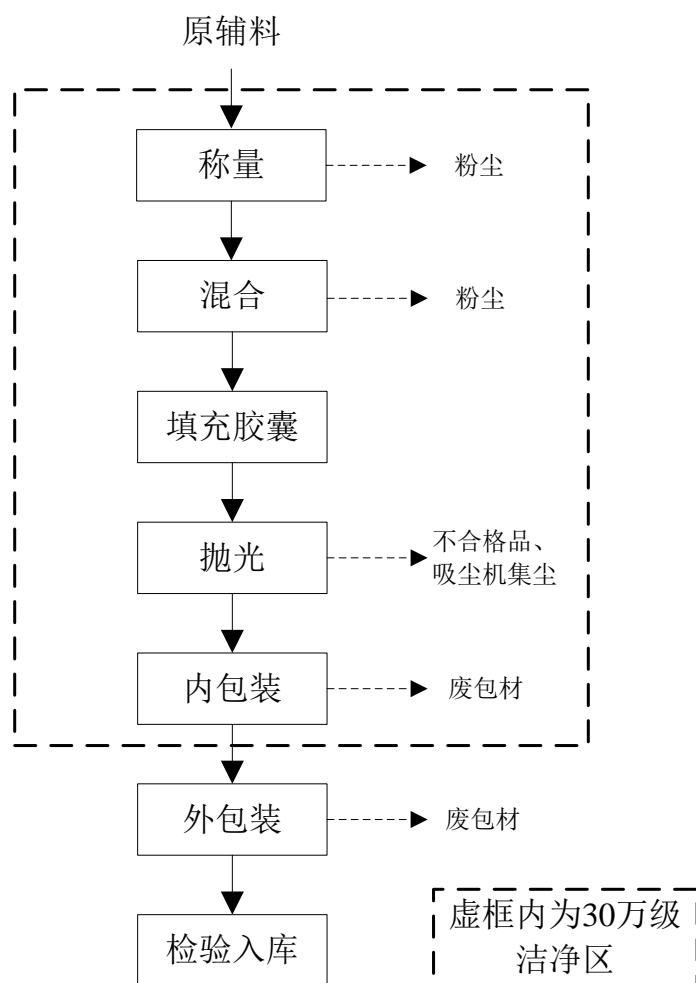 原辅料
称量
粉尘
混合
粉尘
填充胶囊
抛光
不合格品、
吸尘机集尘
内包装
废包材
外包装
废包材
检验入库
虚框内为30万级
洁净区